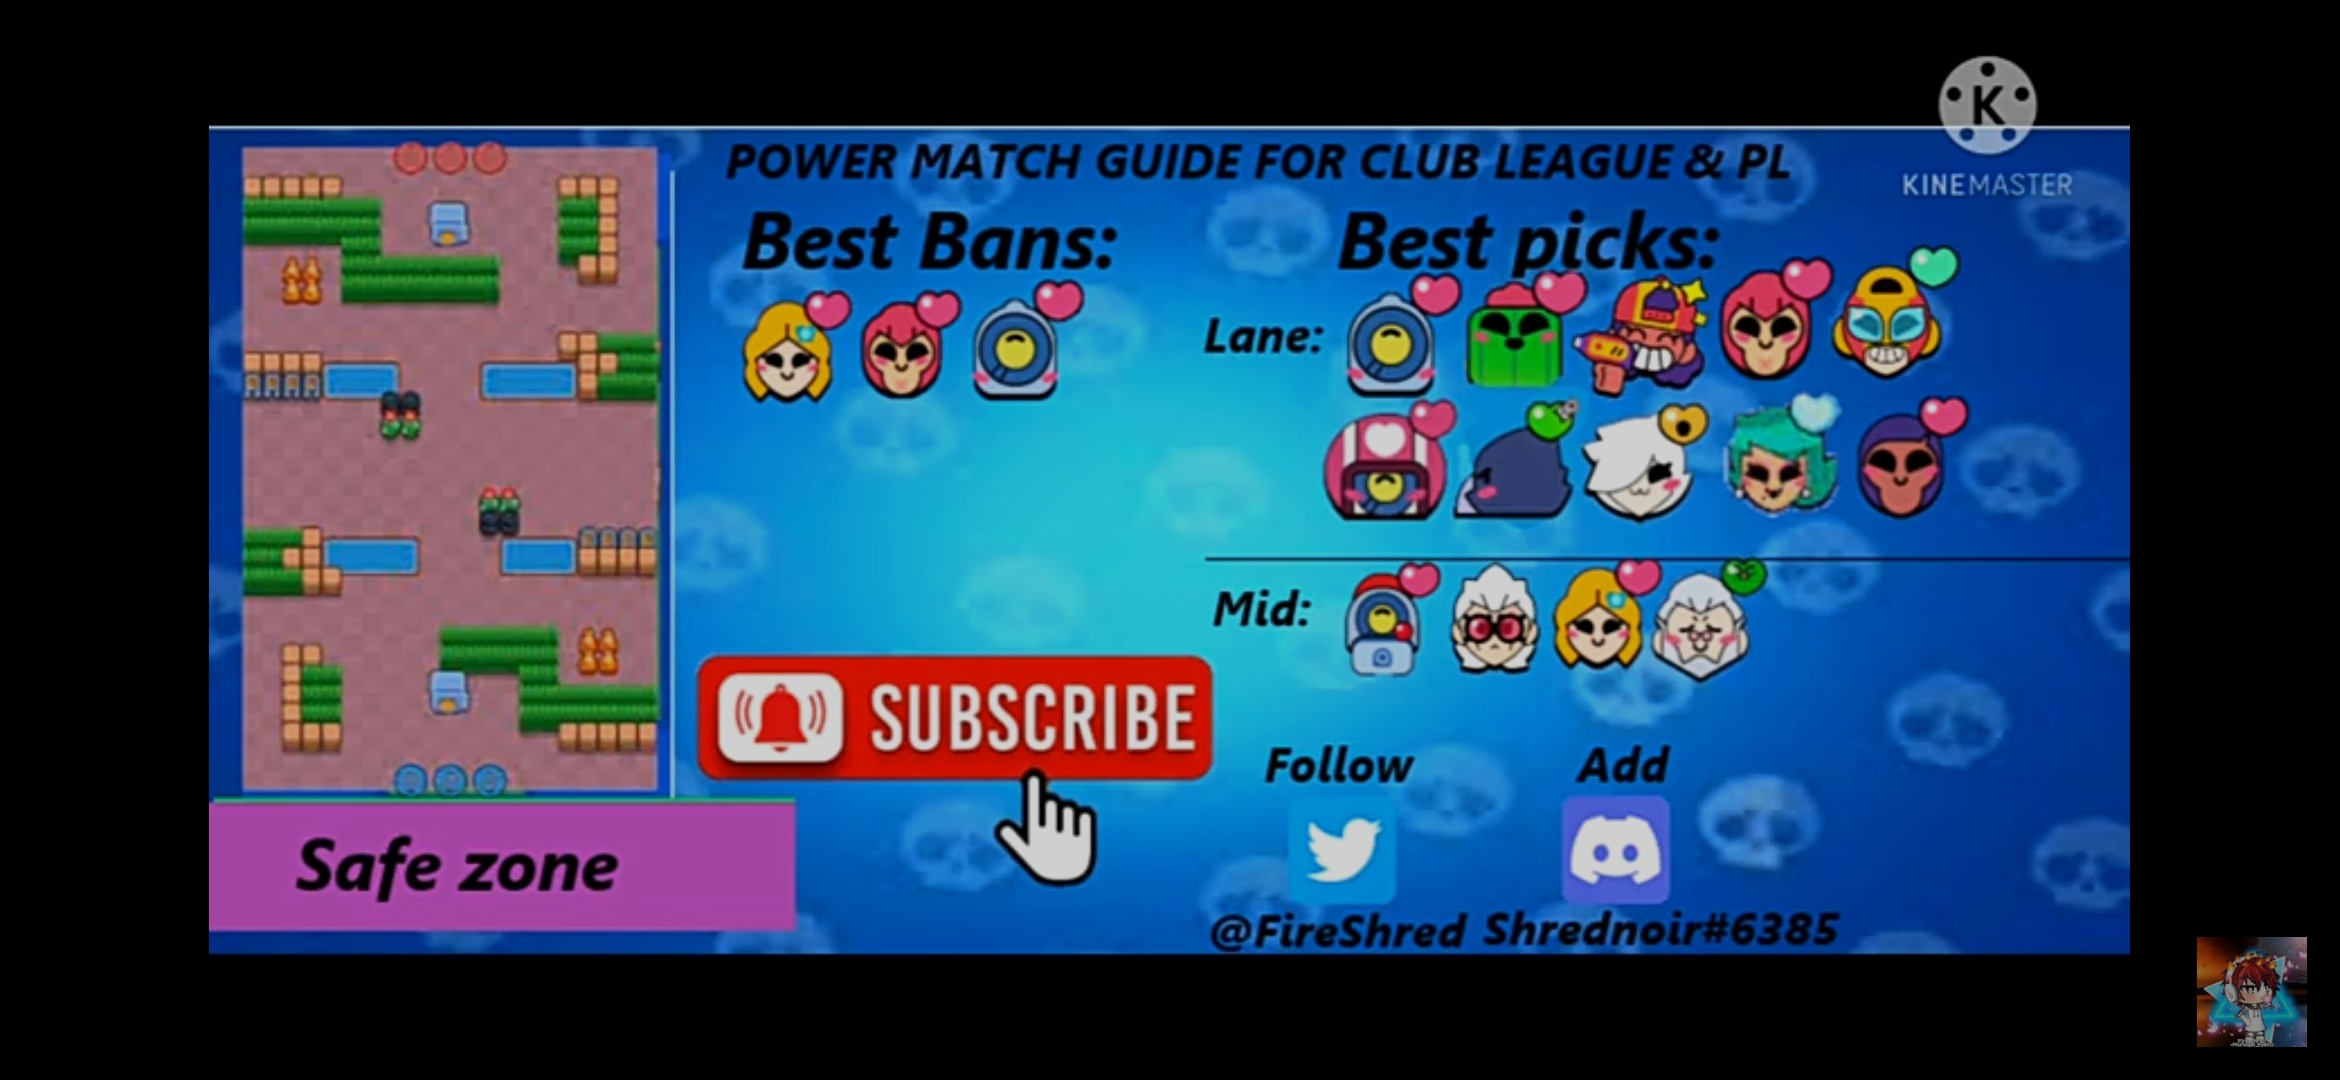 K
KINEMASTER
POWER MATCH GUIDE FOR CLUB LEAGUE & PL
Best Bans:
Best picks:
Lane:
Mid:
SUBSCRIBE
Follow
Add
Safe zone
@FireShred
Shrednoir#6385